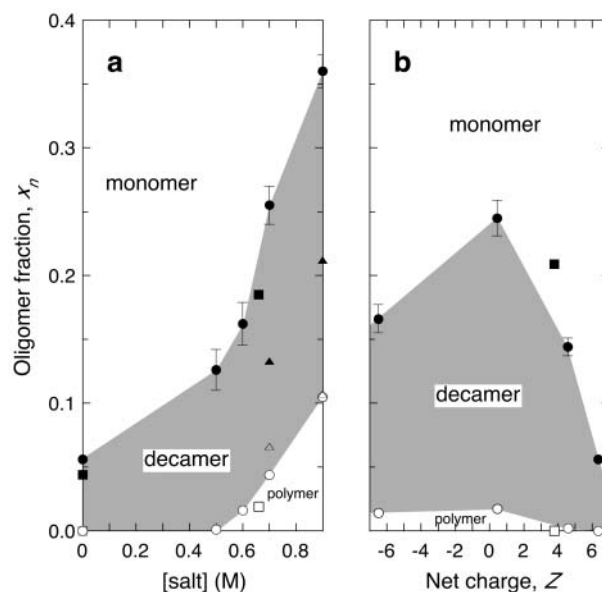 Oligomer fraction, xₙ
0.4
0.3
0.2
0.1
0.0
a
monomer
decamer
polymer
0.0 0.2 0.4 0.6 0.8
[salt] (M)
b
monomer
decamer
polymer
-6 -4 -2 0 2 4 6
Net charge, Z